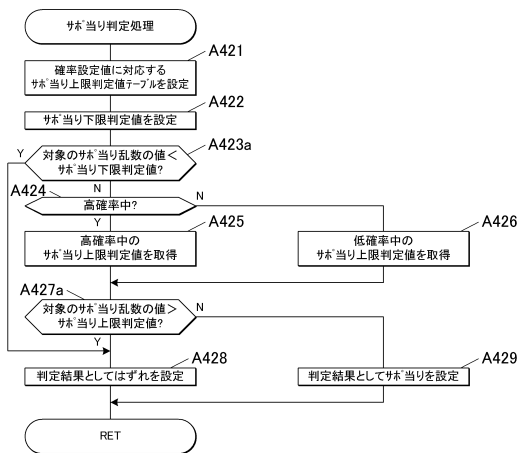 サポ当り判定処理
A421
確率設定値に対応する
サポ当り上限判定値テーブルを設定
A422
サポ当り下限判定値を設定
A423a
Y
対象のサポ当り乱数の値<
サポ当り下限判定値?
N
A424
高確率中?
N
Y
A425
高確率中の
サポ当り上限判定値を取得
A426
低確率中の
サポ当り上限判定値を取得
A427a
対象のサポ当り乱数の値>
サポ当り上限判定値?
N
Y
A428
判定結果としてはずれを設定
A429
判定結果としてサポ当りを設定
RET